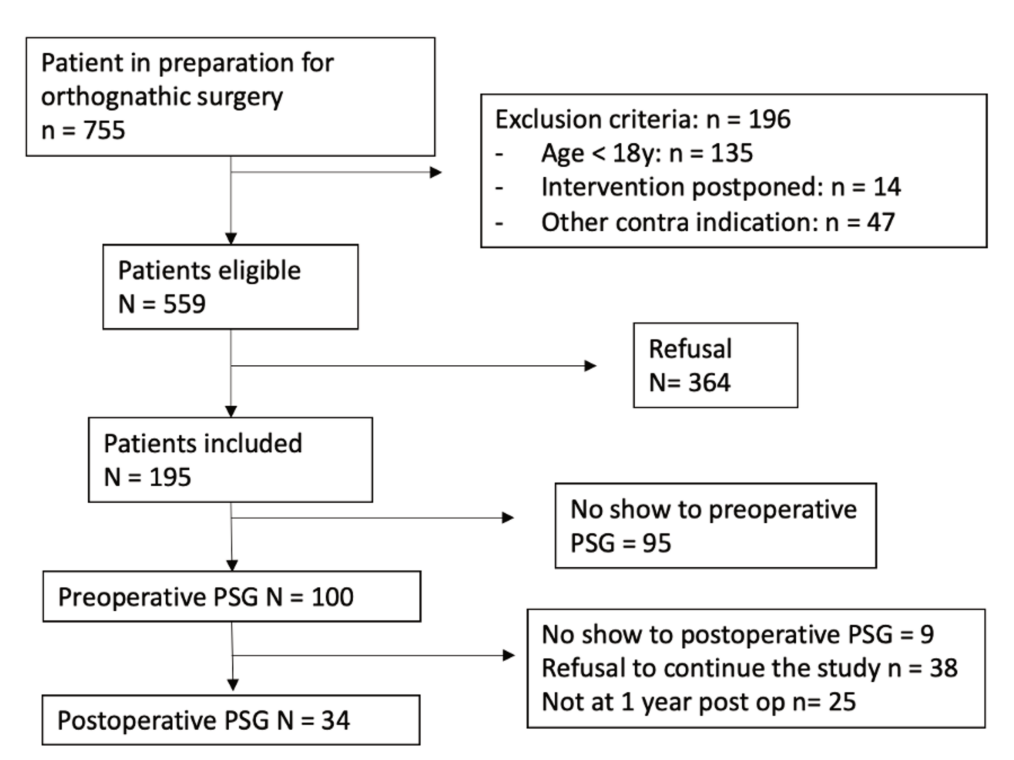 Patient in preparation for
orthognathic surgery
n = 755
Exclusion criteria: n = 196
- Age < 18y: n = 135
- Intervention postponed: n = 14
- Other contra indication: n = 47
Patients eligible
N = 559
Refusal
N= 364
Patients included
N = 195
No show to preoperative
PSG = 95
Preoperative PSG N = 100
No show to postoperative PSG = 9
Refusal to continue the study n = 38
Not at 1 year post op n= 25
Postoperative PSG N = 34